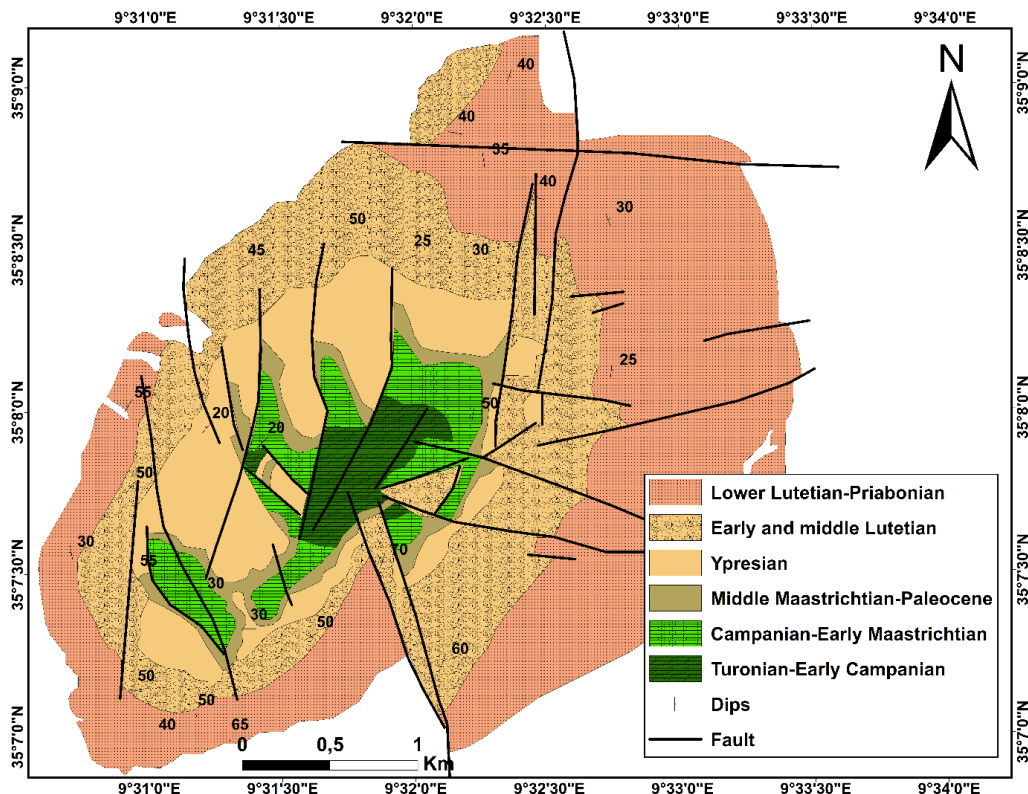 9°31'0"E 9°31'30"E 9°32'0"E 9°32'30"E 9°33'0"E 9°33'30"E 9°34'0"E
35°9'0"N 35°9'0"N
N
40
40
35
40
30
50
25
30
45
35°8'30"N 35°8'30"N
25
55
20
50
35°8'0"N 35°8'0"N
20
50
30
70
55
30
30
50
60
50
50
40
65
35°7'30"N 35°7'30"N
35°7'0"N 35°7'0"N
Lower Lutetian-Priabonian
Early and middle Lutetian
Ypresian
Middle Maastrichtian-Paleocene
Campanian-Early Maastrichtian
Turonian-Early Campanian
Dips
Fault
0 0,5 1
Km
9°31'0"E 9°31'30"E 9°32'0"E 9°32'30"E 9°33'0"E 9°33'30"E 9°34'0"E